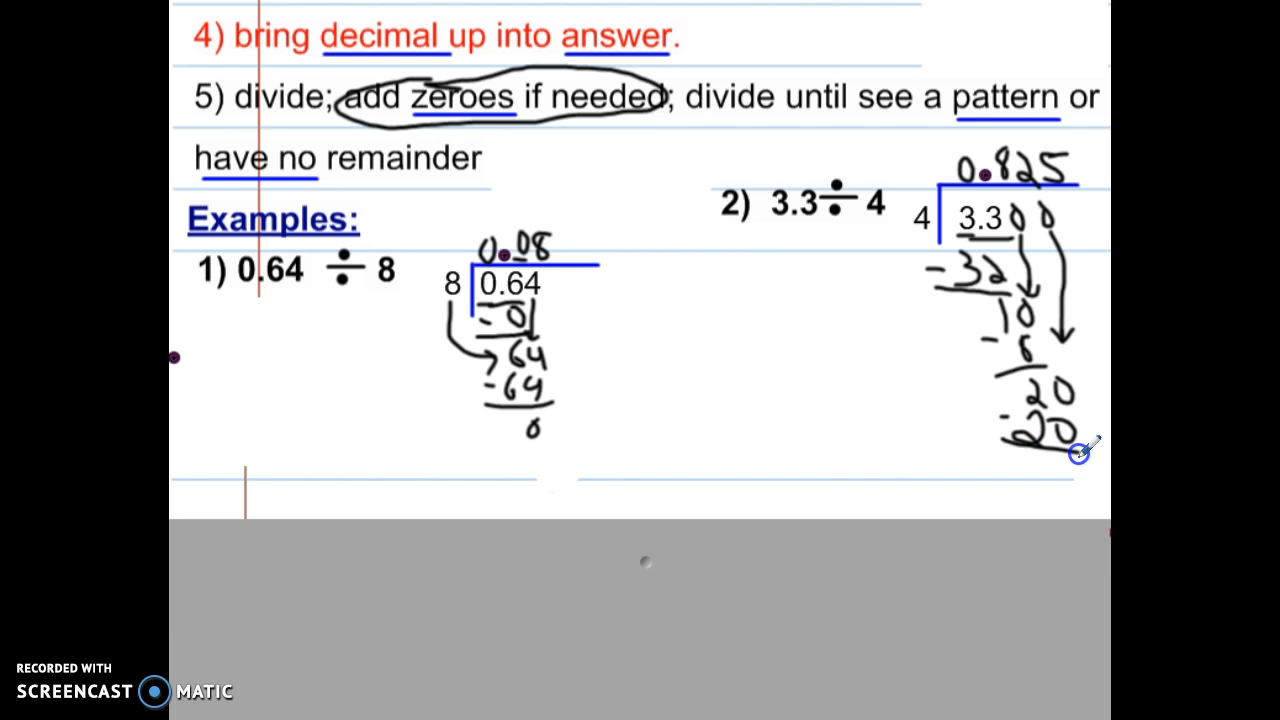 4) bring decimal up into answer.
5) divide; add zeroes if needed; divide until see a pattern or
have no remainder
Examples:
1) 0.64 ÷ 8
0.08
8 0.64
- 0
64
- 64
0
2) 3.3 ÷ 4
0.825
4 3.300
- 32
10
- 8
20
- 20
RECORDED WITH
SCREENCAST MATIC